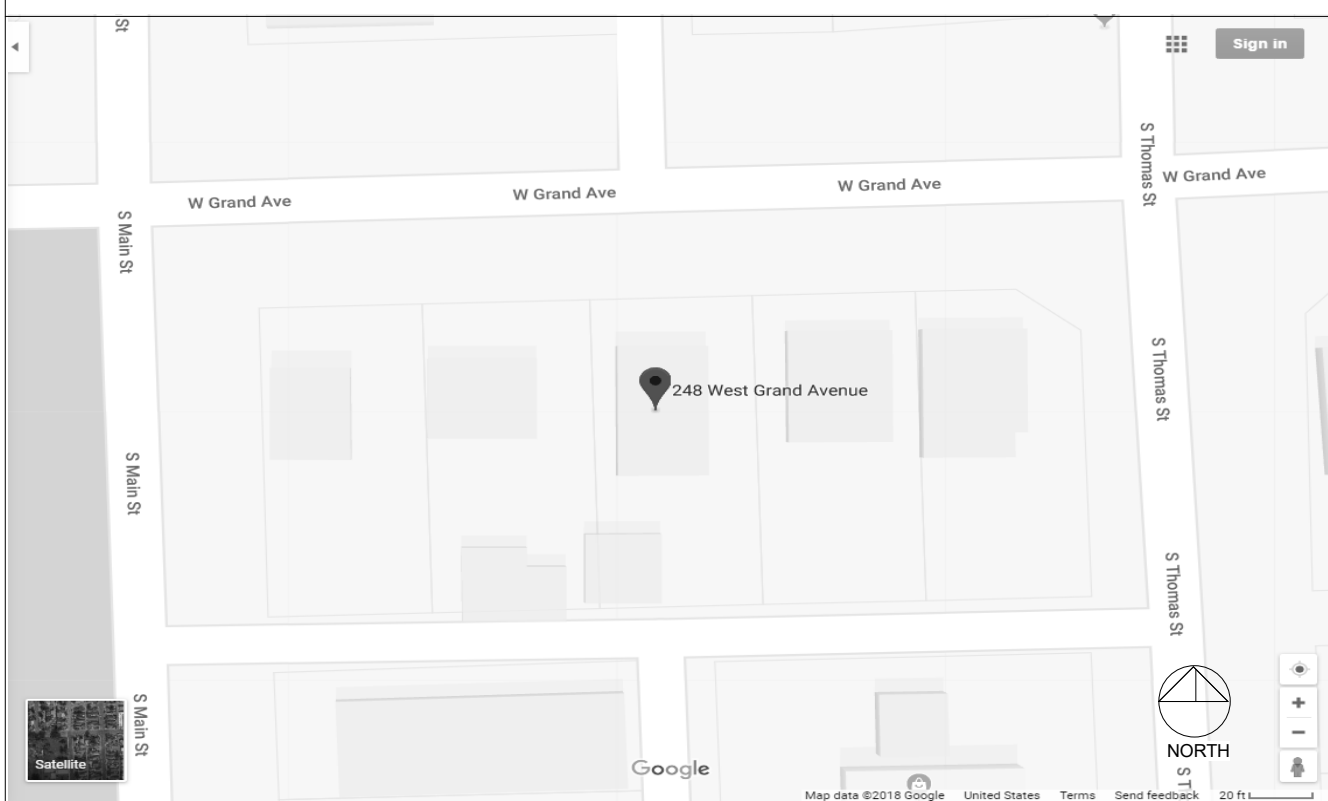 St
Sign in
S Thomas St
W Grand Ave
W Grand Ave
W Grand Ave
W Grand Ave
S Main St
S Thomas St
248 West Grand Avenue
S Main St
S Thomas St
S Main St
NORTH
Satellite
Google
S T
Map data ©2018 Google United States Terms Send feedback 20 ft